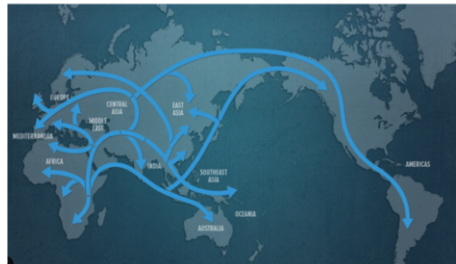 EUROPE
CENTRAL
ASIA
EAST
ASIA
MIDDLE
EAST
MEDITERRANEAN
AFRICA
INDIA
SOUTHEAST
ASIA
AMERICAS
OCEANIA
AUSTRALIA